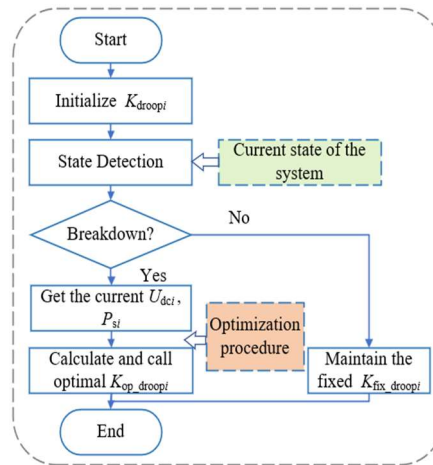 Start
Initialize K_droopi
State Detection
Current state of the
system
Breakdown?
No
Yes
Get the current U_dci,
P_si
Optimization
procedure
Calculate and call
optimal K_op_droopi
Maintain the
fixed K_fix_droopi
End